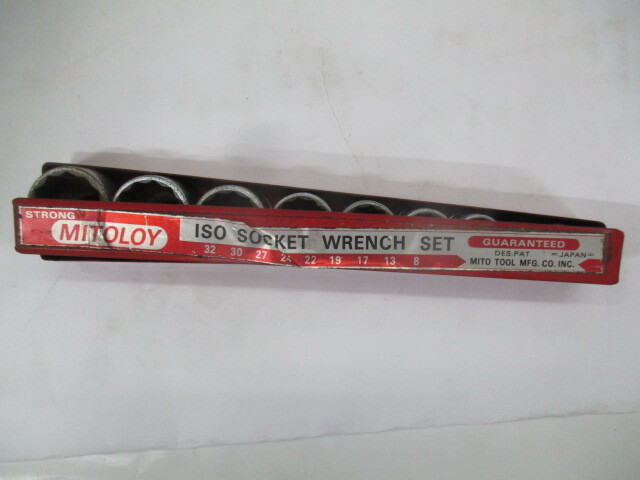 STRONG
MITOLOY
ISO SOCKET WRENCH SET
32 30 27 24 22 19 17 13 8
GUARANTEED
DES.PAT JAPAN
MITO TOOL MFG. CO. INC.